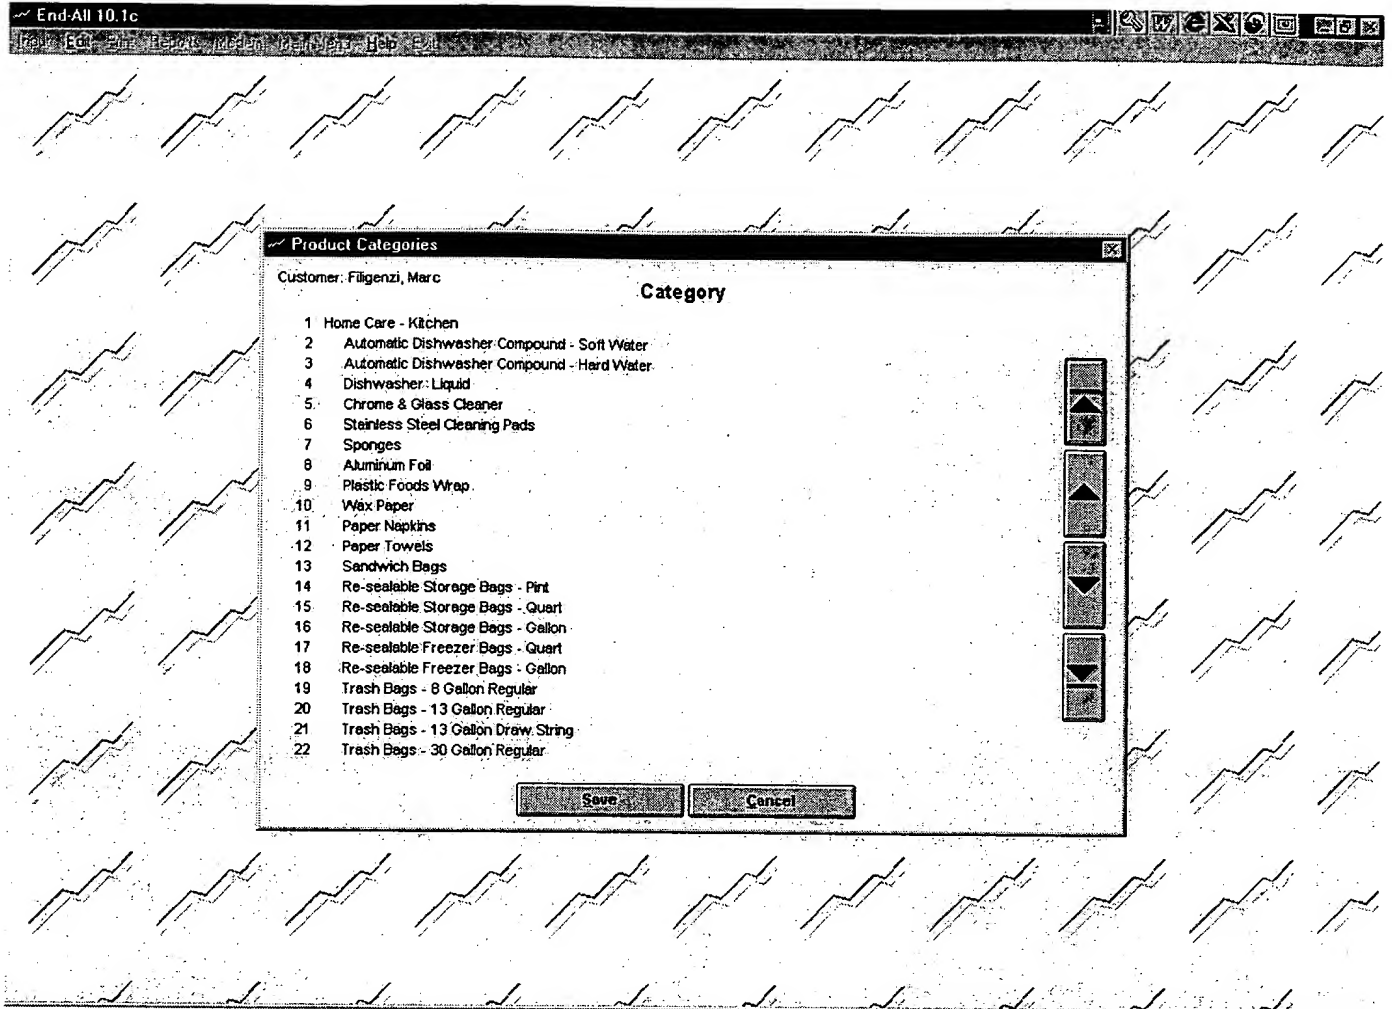 End-All 10.1c
Edit Help Exit
Product Categories
Customer: Filigenzi, Marc
Category
1 Home Care - Kitchen
2 Automatic Dishwasher Compound - Soft Water
3 Automatic Dishwasher Compound - Hard Water
4 Dishwasher Liquid
5 Chrome & Glass Cleaner
6 Stainless Steel Cleaning Pads
7 Sponges
8 Aluminum Foil
9 Plastic Foods Wrap
10 Wax Paper
11 Paper Napkins
12 Paper Towels
13 Sandwich Bags
14 Re-sealable Storage Bags - Pint
15 Re-sealable Storage Bags - Quart
16 Re-sealable Storage Bags - Gallon
17 Re-sealable Freezer Bags - Quart
18 Re-sealable Freezer Bags - Gallon
19 Trash Bags - 8 Gallon Regular
20 Trash Bags - 13 Gallon Regular
21 Trash Bags - 13 Gallon Draw String
22 Trash Bags - 30 Gallon Regular
Save Cancel